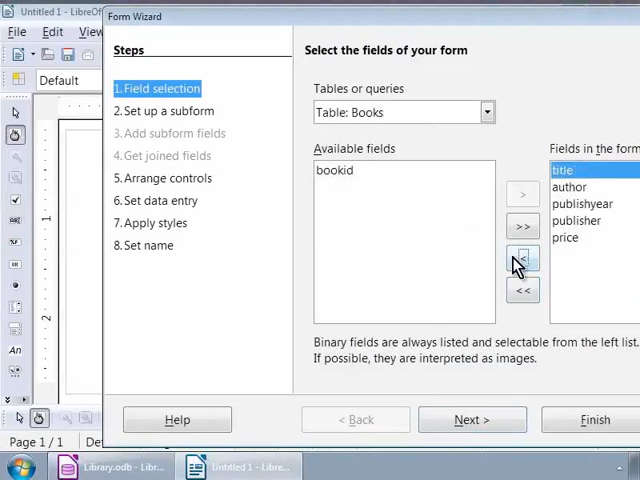 Untitled 1 - LibreOf
Form Wizard
File
Edit
Default
Steps
Select the fields of your form
1.Field selection
2.Set up a subform
3.Add subform fields
4.Get joined fields
5.Arrange controls
6.Set data entry
7.Apply styles
8.Set name
Tables or queries
Table: Books
Available fields
Fields in the form
bookid
title
author
publishyear
publisher
price
>
>>
<
<<
Binary fields are always listed and selectable from the left list.
If possible, they are interpreted as images.
Help
< Back
Next >
Finish
1
2
An
Page 1 / 1
Library.odb - Libr...
Untitled 1 - Libre...